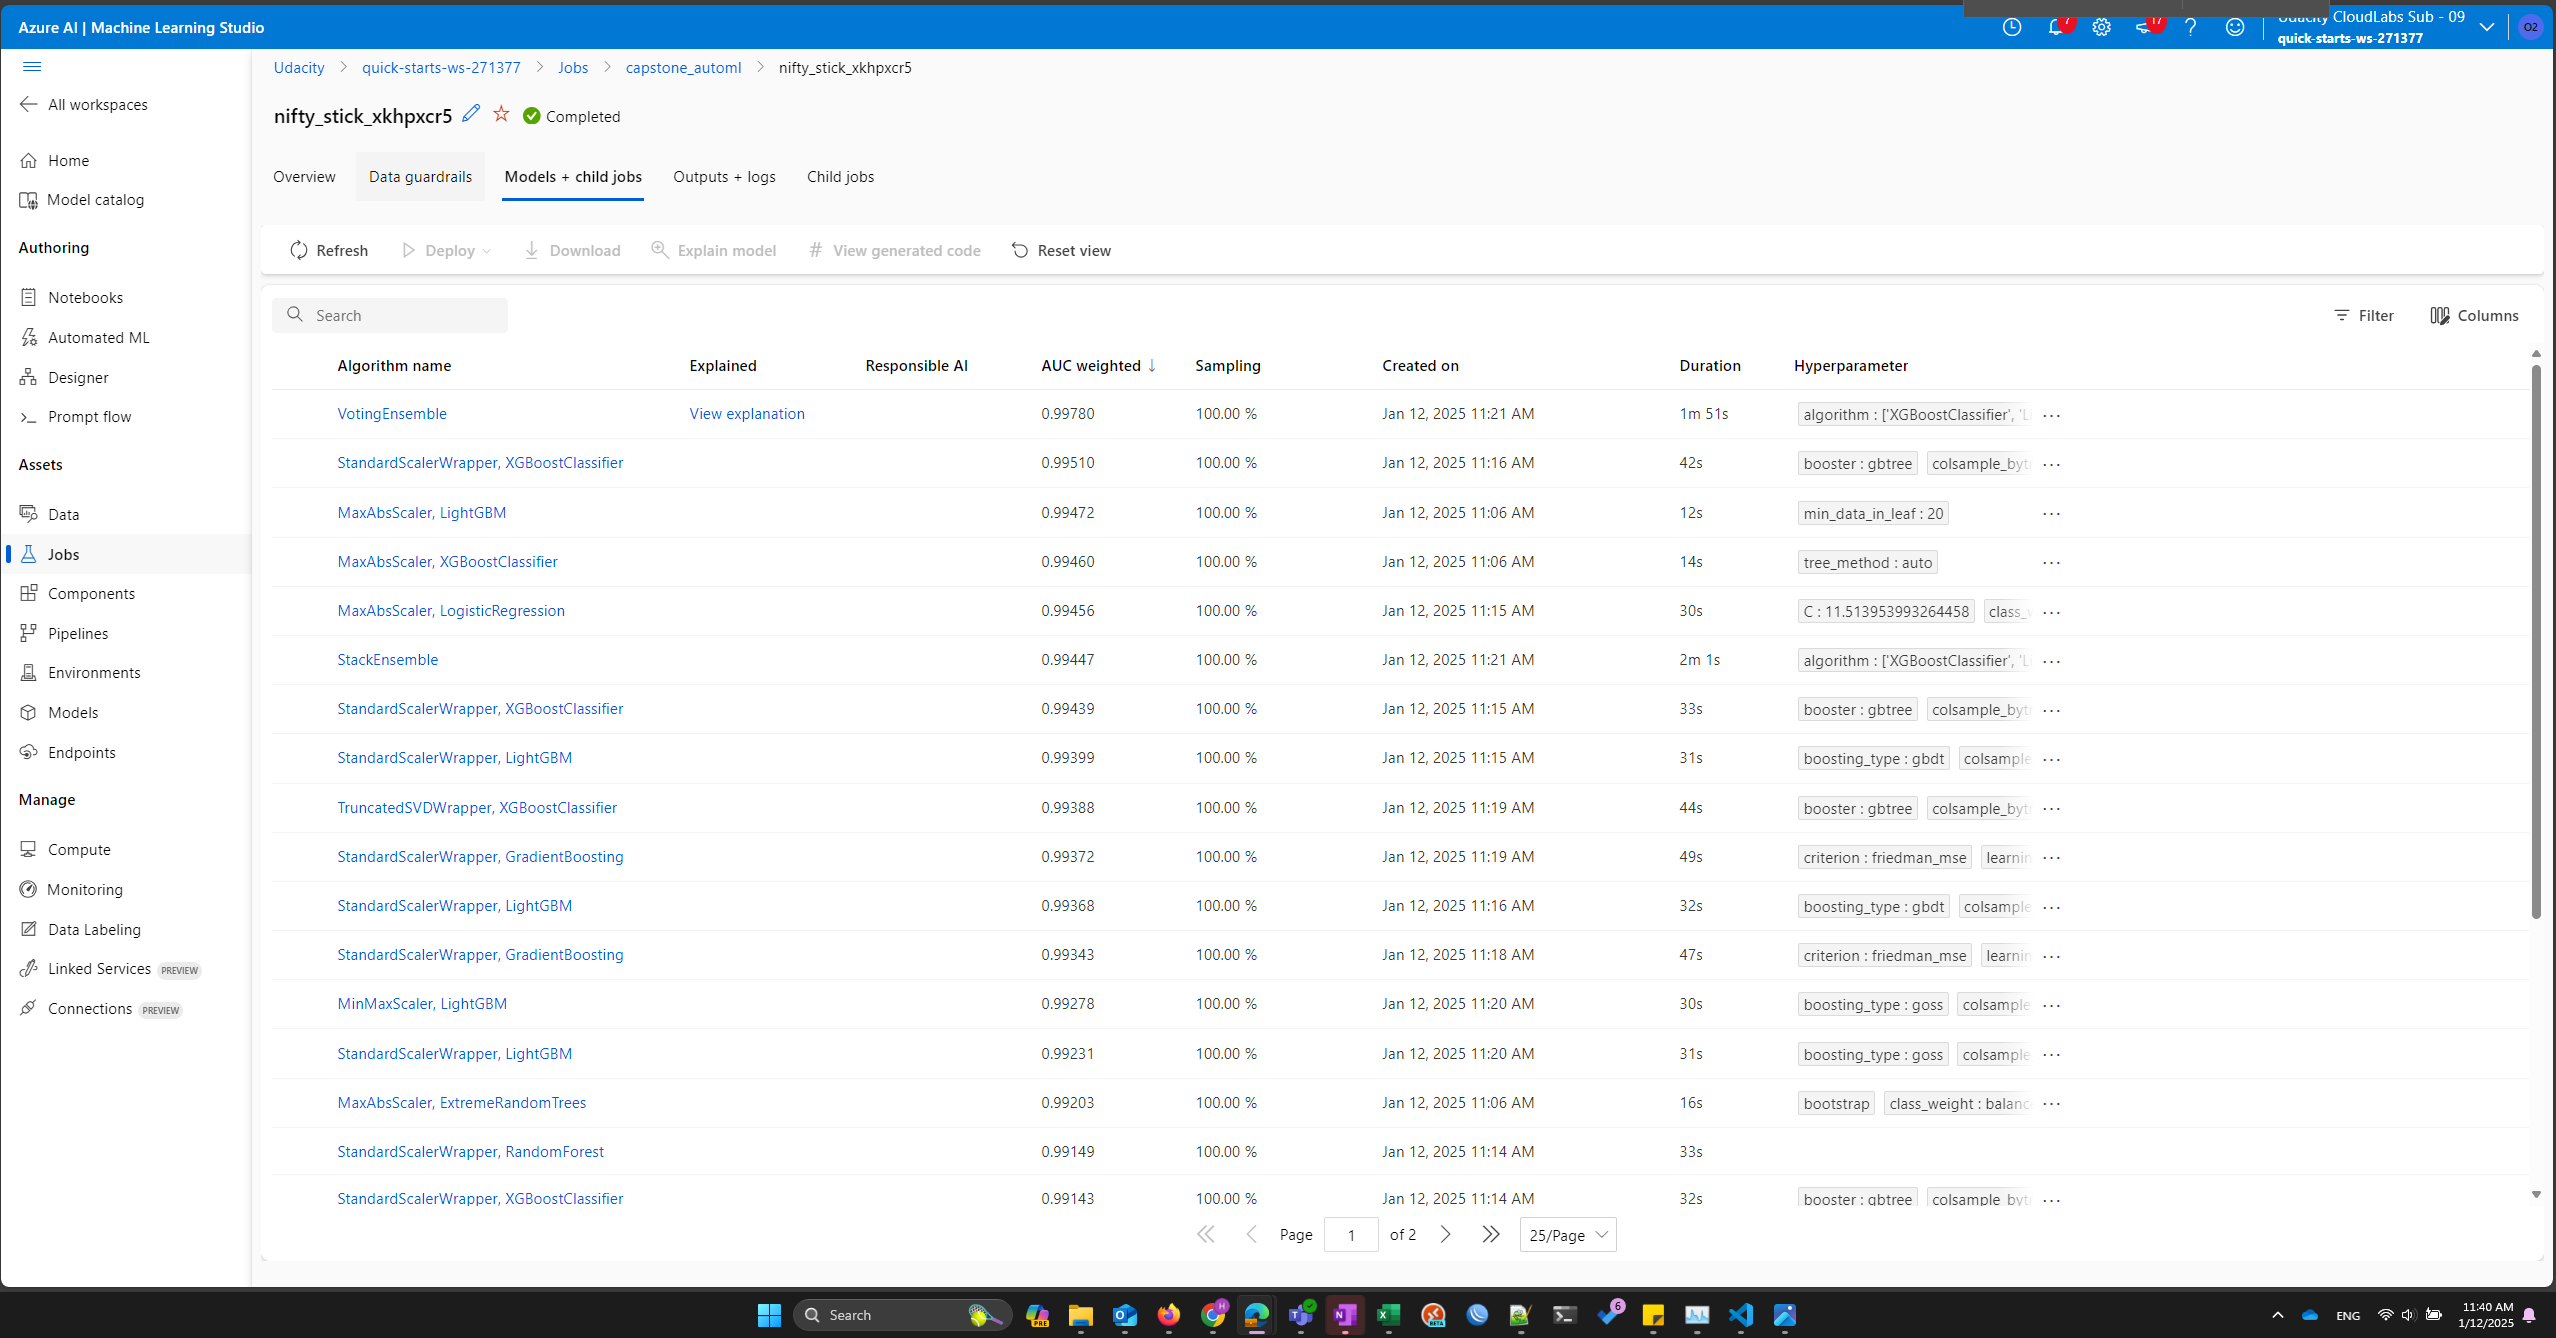 Azure AI | Machine Learning Studio
7
17
?
Udacity CloudLabs Sub - 09
quick-starts-ws-271377
O2
Udacity > quick-starts-ws-271377 > Jobs > capstone_automl > nifty_stick_xkhpxcr5
All workspaces
Home
Model catalog
Authoring
Notebooks
Automated ML
Designer
Prompt flow
Assets
Data
Jobs
Components
Pipelines
Environments
Models
Endpoints
Manage
Compute
Monitoring
Data Labeling
Linked Services PREVIEW
Connections PREVIEW
nifty_stick_xkhpxcr5 Completed
Overview Data guardrails Models + child jobs Outputs + logs Child jobs
Refresh Deploy Download Explain model # View generated code Reset view
Search Filter Columns
Algorithm name Explained Responsible AI AUC weighted ↓ Sampling Created on Duration Hyperparameter
VotingEnsemble View explanation 0.99780 100.00 % Jan 12, 2025 11:21 AM 1m 51s algorithm : ['XGBoostClassifier', 'Li ...
StandardScalerWrapper, XGBoostClassifier 0.99510 100.00 % Jan 12, 2025 11:16 AM 42s booster : gbtree colsample_bytr ...
MaxAbsScaler, LightGBM 0.99472 100.00 % Jan 12, 2025 11:06 AM 12s min_data_in_leaf : 20 ...
MaxAbsScaler, XGBoostClassifier 0.99460 100.00 % Jan 12, 2025 11:06 AM 14s tree_method : auto ...
MaxAbsScaler, LogisticRegression 0.99456 100.00 % Jan 12, 2025 11:15 AM 30s C : 11.513953993264458 class_w ...
StackEnsemble 0.99447 100.00 % Jan 12, 2025 11:21 AM 2m 1s algorithm : ['XGBoostClassifier', 'Li ...
StandardScalerWrapper, XGBoostClassifier 0.99439 100.00 % Jan 12, 2025 11:15 AM 33s booster : gbtree colsample_bytr ...
StandardScalerWrapper, LightGBM 0.99399 100.00 % Jan 12, 2025 11:15 AM 31s boosting_type : gbdt colsample ...
TruncatedSVDWrapper, XGBoostClassifier 0.99388 100.00 % Jan 12, 2025 11:19 AM 44s booster : gbtree colsample_bytr ...
StandardScalerWrapper, GradientBoosting 0.99372 100.00 % Jan 12, 2025 11:19 AM 49s criterion : friedman_mse learnin ...
StandardScalerWrapper, LightGBM 0.99368 100.00 % Jan 12, 2025 11:16 AM 32s boosting_type : gbdt colsample ...
StandardScalerWrapper, GradientBoosting 0.99343 100.00 % Jan 12, 2025 11:18 AM 47s criterion : friedman_mse learnin ...
MinMaxScaler, LightGBM 0.99278 100.00 % Jan 12, 2025 11:20 AM 30s boosting_type : goss colsample ...
StandardScalerWrapper, LightGBM 0.99231 100.00 % Jan 12, 2025 11:20 AM 31s boosting_type : goss colsample ...
MaxAbsScaler, ExtremeRandomTrees 0.99203 100.00 % Jan 12, 2025 11:06 AM 16s bootstrap class_weight : balanc ...
StandardScalerWrapper, RandomForest 0.99149 100.00 % Jan 12, 2025 11:14 AM 33s
StandardScalerWrapper, XGBoostClassifier 0.99143 100.00 % Jan 12, 2025 11:14 AM 32s booster : gbtree colsample_bytr ...
Page 1 of 2 25/Page
Search PRE H BETA 6 ENG 11:40 AM
1/12/2025